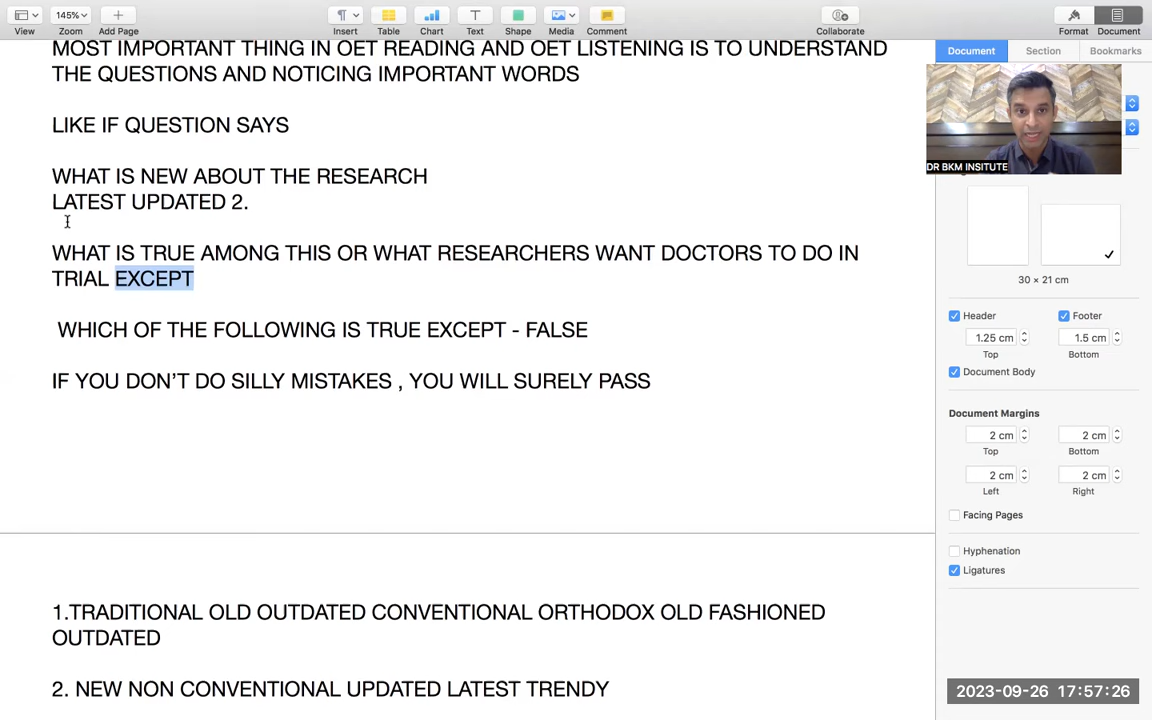 145%
View
Zoom
Add Page
Insert
Table
Chart
Text
Shape
Media
Comment
Collaborate
Format
Document
Document
Section
Bookmarks
MOST IMPORTANT THING IN OET READING AND OET LISTENING IS TO UNDERSTAND
THE QUESTIONS AND NOTICING IMPORTANT WORDS
LIKE IF QUESTION SAYS
WHAT IS NEW ABOUT THE RESEARCH
LATEST UPDATED 2.
WHAT IS TRUE AMONG THIS OR WHAT RESEARCHERS WANT DOCTORS TO DO IN
TRIAL EXCEPT
WHICH OF THE FOLLOWING IS TRUE EXCEPT - FALSE
IF YOU DON'T DO SILLY MISTAKES , YOU WILL SURELY PASS
1.TRADITIONAL OLD OUTDATED CONVENTIONAL ORTHODOX OLD FASHIONED
OUTDATED
2. NEW NON CONVENTIONAL UPDATED LATEST TRENDY
DR BKM INSITUTE
30 × 21 cm
Header
Footer
1.25 cm
1.5 cm
Top
Bottom
Document Body
Document Margins
2 cm
2 cm
Top
Bottom
2 cm
2 cm
Left
Right
Facing Pages
Hyphenation
Ligatures
2023-09-26 17:57:26